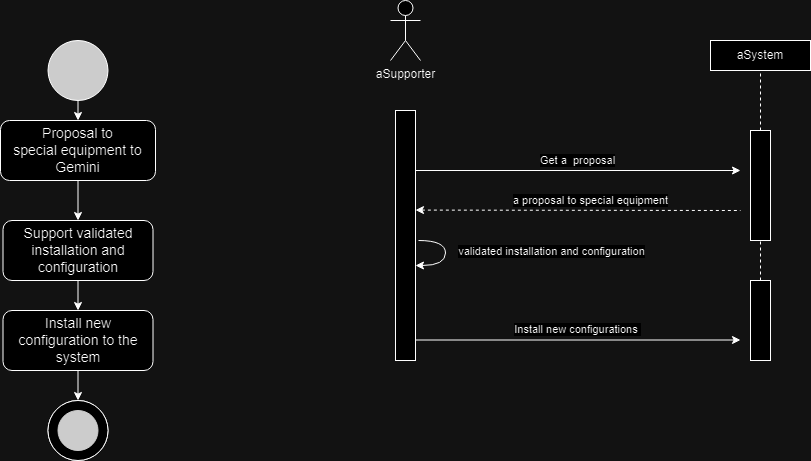 Proposal to
special equipment to
Gemini
Support validated
installation and
configuration
Install new
configuration to the
system
aSupporter
aSystem
Get a proposal
a proposal to special equipment
validated installation and configuration
Install new configurations